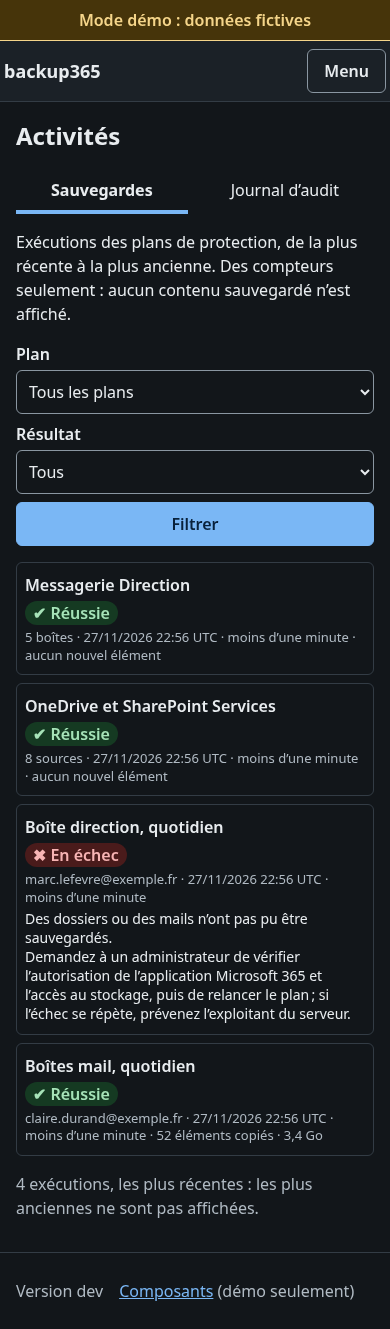 Mode démo : données fictives
backup365
Menu
Activités
Sauvegardes
Journal d’audit
Exécutions des plans de protection, de la plus
récente à la plus ancienne. Des compteurs
seulement : aucun contenu sauvegardé n’est
affiché.
Plan
Tous les plans
Résultat
Tous
Filtrer
Messagerie Direction
✔ Réussie
5 boîtes · 27/11/2026 22:56 UTC · moins d’une minute ·
aucun nouvel élément
OneDrive et SharePoint Services
✔ Réussie
8 sources · 27/11/2026 22:56 UTC · moins d’une minute
· aucun nouvel élément
Boîte direction, quotidien
✖ En échec
marc.lefevre@exemple.fr · 27/11/2026 22:56 UTC ·
moins d’une minute
Des dossiers ou des mails n’ont pas pu être
sauvegardés.
Demandez à un administrateur de vérifier
l’autorisation de l’application Microsoft 365 et
l’accès au stockage, puis de relancer le plan ; si
l’échec se répète, prévenez l’exploitant du serveur.
Boîtes mail, quotidien
✔ Réussie
claire.durand@exemple.fr · 27/11/2026 22:56 UTC ·
moins d’une minute · 52 éléments copiés · 3,4 Go
4 exécutions, les plus récentes : les plus
anciennes ne sont pas affichées.
Version dev Composants (démo seulement)